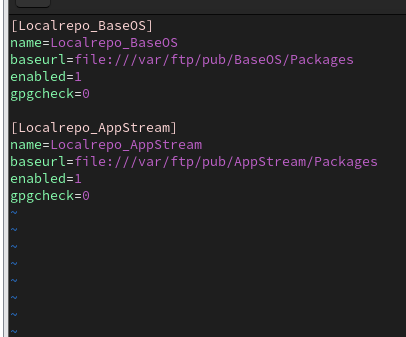 [Localrepo_BaseOS]
name=Localrepo_BaseOS
baseurl=file:///var/ftp/pub/BaseOS/Packages
enabled=1
gpgcheck=0

[Localrepo_AppStream]
name=Localrepo_AppStream
baseurl=file:///var/ftp/pub/AppStream/Packages
enabled=1
gpgcheck=0
~
~
~
~
~
~
~
~